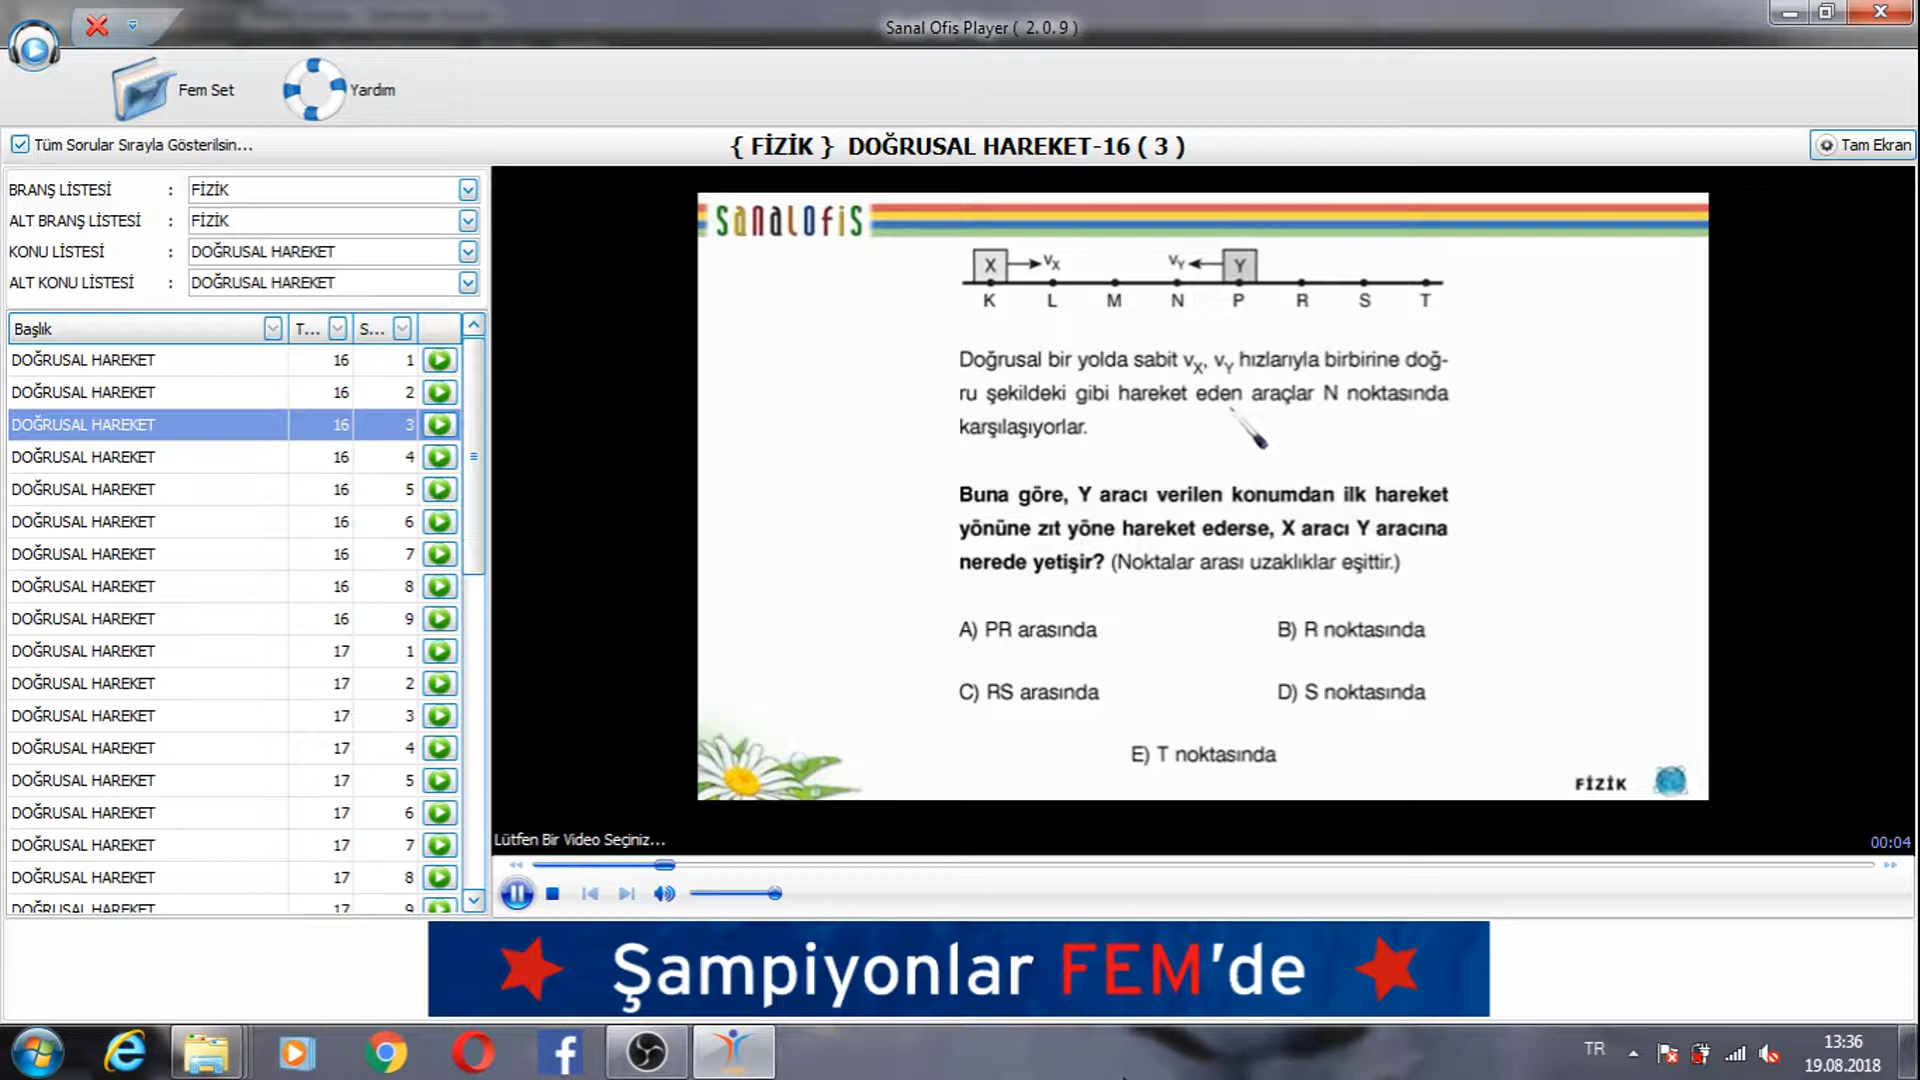 Sanal Ofis Player ( 2.0.9 )
Fem Set
Yardım
Tüm Sorular Sırayla Gösterilsin...
{ FİZİK } DOĞRUSAL HAREKET-16 ( 3 )
Tam Ekran
BRANŞ LİSTESİ : FİZİK
ALT BRANŞ LİSTESİ : FİZİK
KONU LİSTESİ : DOĞRUSAL HAREKET
ALT KONU LİSTESİ : DOĞRUSAL HAREKET
Başlık T... S...
DOĞRUSAL HAREKET 16 1
DOĞRUSAL HAREKET 16 2
DOĞRUSAL HAREKET 16 3
DOĞRUSAL HAREKET 16 4
DOĞRUSAL HAREKET 16 5
DOĞRUSAL HAREKET 16 6
DOĞRUSAL HAREKET 16 7
DOĞRUSAL HAREKET 16 8
DOĞRUSAL HAREKET 16 9
DOĞRUSAL HAREKET 17 1
DOĞRUSAL HAREKET 17 2
DOĞRUSAL HAREKET 17 3
DOĞRUSAL HAREKET 17 4
DOĞRUSAL HAREKET 17 5
DOĞRUSAL HAREKET 17 6
DOĞRUSAL HAREKET 17 7
DOĞRUSAL HAREKET 17 8
DOĞRUSAL HAREKET 17 9
SANALOFİS
X vX vY Y
K L M N P R S T
Doğrusal bir yolda sabit vX, vY hızlarıyla birbirine doğ-
ru şekildeki gibi hareket eden araçlar N noktasında
karşılaşıyorlar.
Buna göre, Y aracı verilen konumdan ilk hareket
yönüne zıt yöne hareket ederse, X aracı Y aracına
nerede yetişir? (Noktalar arası uzaklıklar eşittir.)
A) PR arasında
B) R noktasında
C) RS arasında
D) S noktasında
E) T noktasında
FİZİK
Lütfen Bir Video Seçiniz...
00:04
Şampiyonlar FEM'de
TR
13:36
19.08.2018